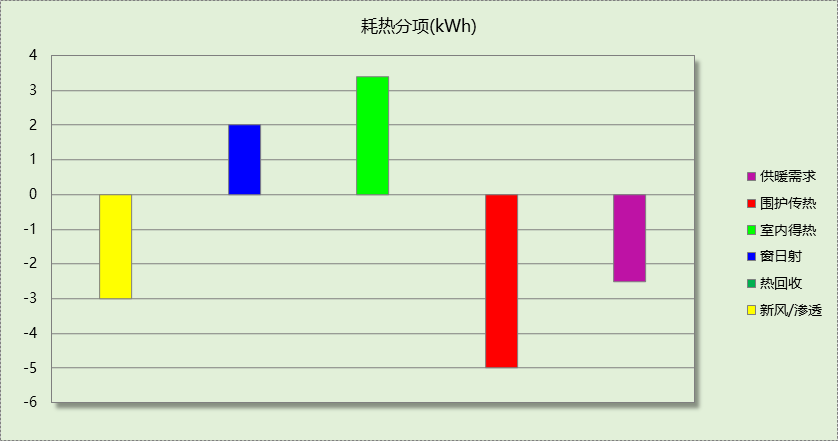 耗热分项(kWh)
4
3
2
1
0
-1
-2
-3
-4
-5
-6
供暖需求
围护传热
室内得热
窗日射
热回收
新风/渗透